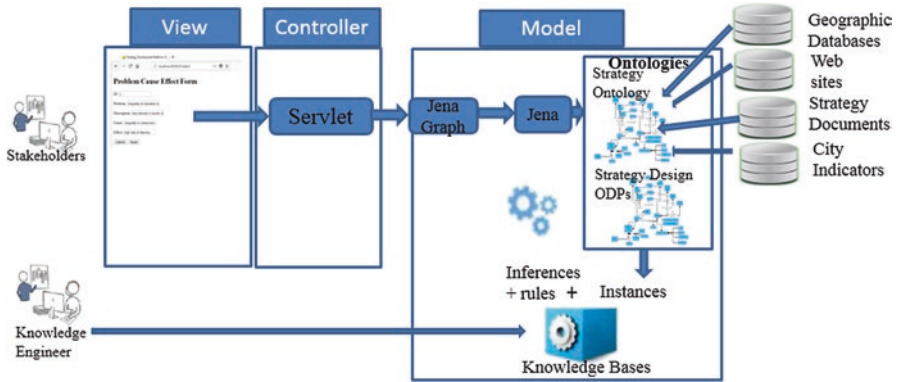 View
Controller
Model
Geographic
Databases
Web
sites
Strategy
Documents
City
Indicators
Problem Cause Effect Form
Stakeholders
Servlet
Jena
Graph
Jena
Ontologies
Strategy
Ontology
Strategy Design
ODPs
Inferences
+ rules + Instances
Knowledge
Engineer
Knowledge Bases